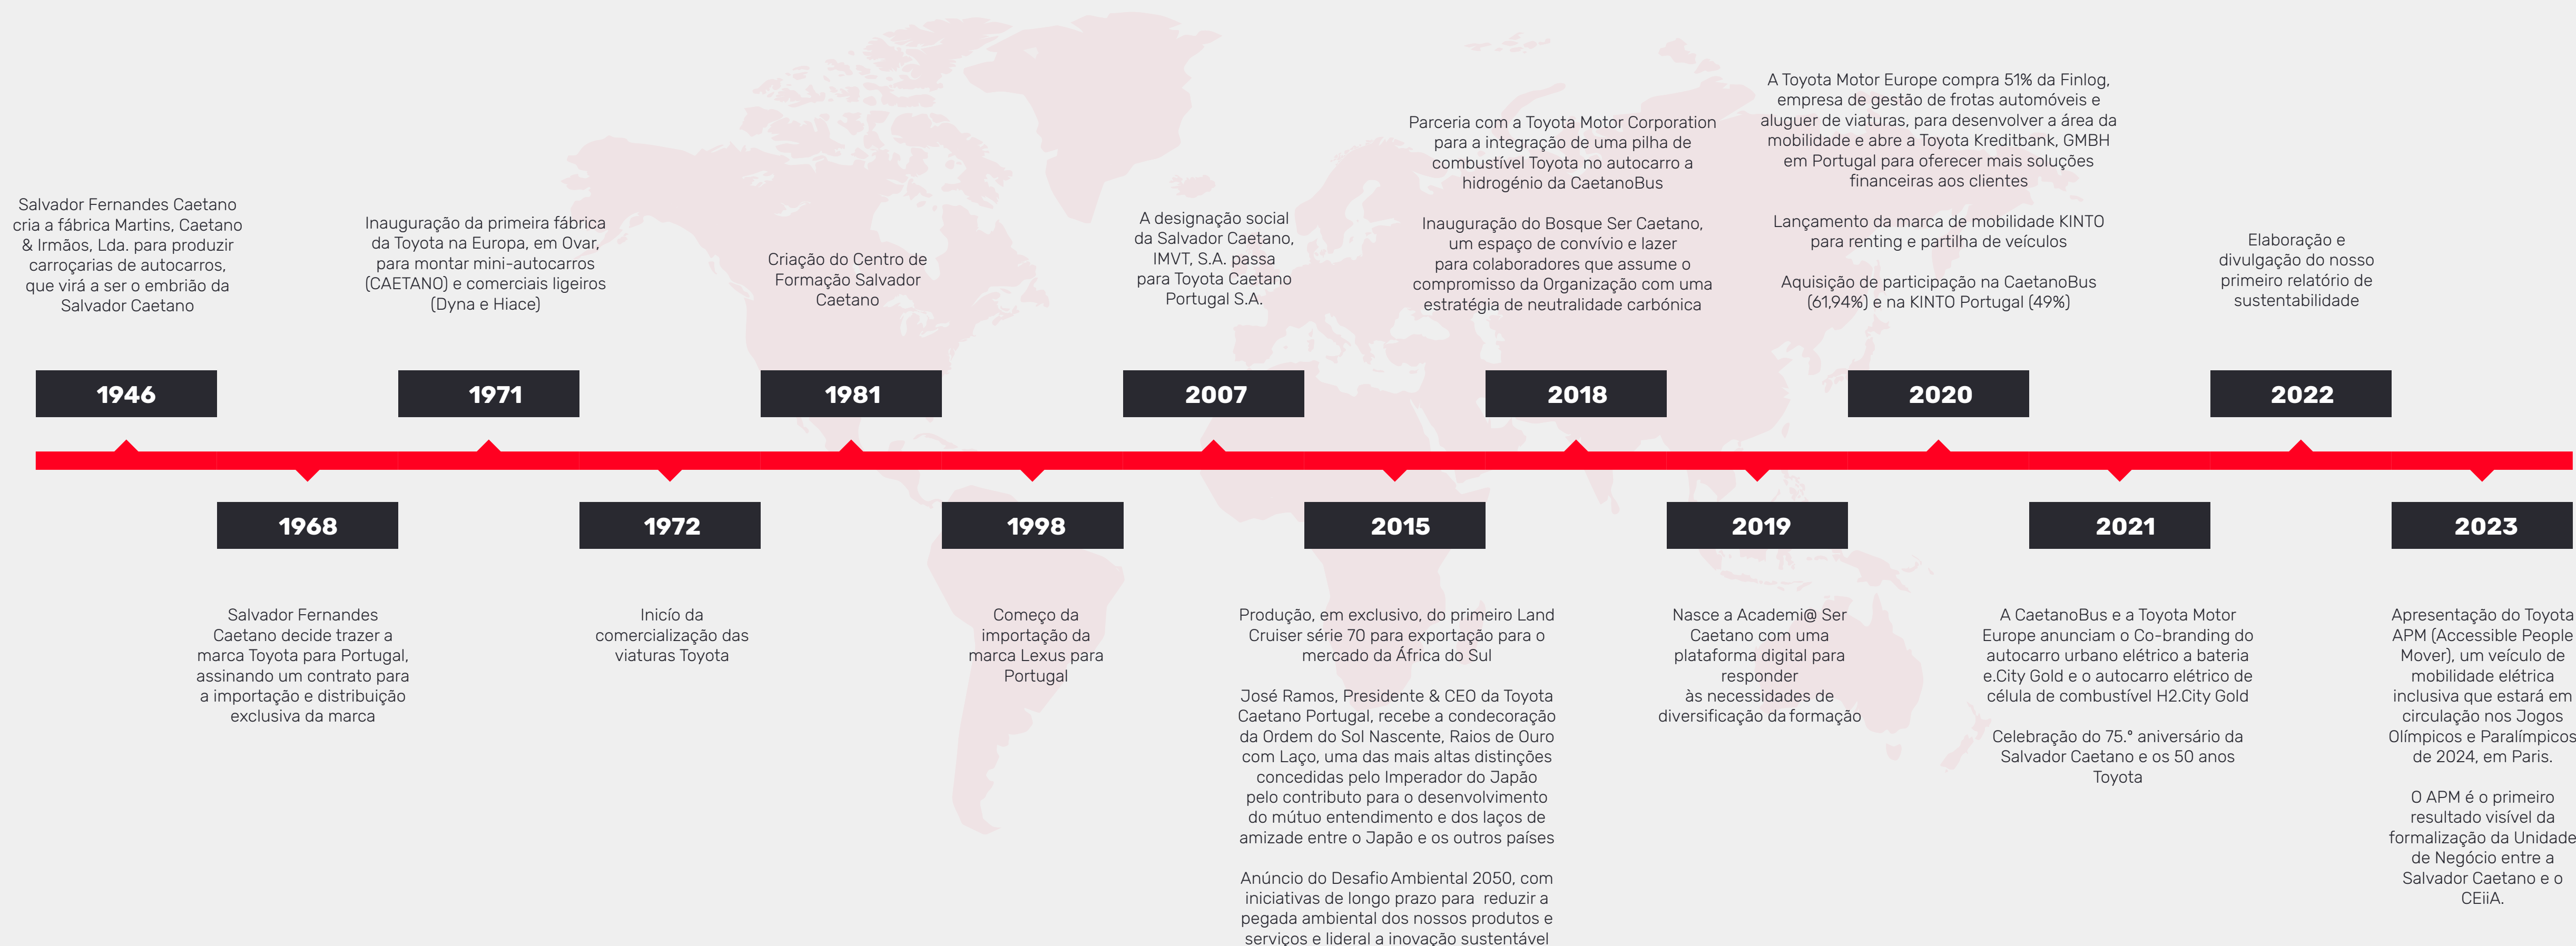 1946
Salvador Fernandes Caetano
cria a fábrica Martins, Caetano
& Irmãos, Lda. para produzir
carroçarias de autocarros,
que virá a ser o embrião da
Salvador Caetano
1968
Salvador Fernandes
Caetano decide trazer a
marca Toyota para Portugal,
assinando um contrato para
a importação e distribuição
exclusiva da marca
1971
Inauguração da primeira fábrica
da Toyota na Europa, em Ovar,
para montar mini-autocarros
(CAETANO) e comerciais ligeiros
(Dyna e Hiace)
1972
Inicío da
comercialização das
viaturas Toyota
1981
Criação do Centro de
Formação Salvador
Caetano
1998
Começo da
importação da
marca Lexus para
Portugal
2007
A designação social
da Salvador Caetano,
IMVT, S.A. passa
para Toyota Caetano
Portugal S.A.
2015
Produção, em exclusivo, do primeiro Land
Cruiser série 70 para exportação para o
mercado da África do Sul
José Ramos, Presidente & CEO da Toyota
Caetano Portugal, recebe a condecoração
da Ordem do Sol Nascente, Raios de Ouro
com Laço, uma das mais altas distinções
concedidas pelo Imperador do Japão
pelo contributo para o desenvolvimento
do mútuo entendimento e dos laços de
amizade entre o Japão e os outros países
Anúncio do Desafio Ambiental 2050, com
iniciativas de longo prazo para reduzir a
pegada ambiental dos nossos produtos e
serviços e lideral a inovação sustentável
2018
Parceria com a Toyota Motor Corporation
para a integração de uma pilha de
combustível Toyota no autocarro a
hidrogénio da CaetanoBus
Inauguração do Bosque Ser Caetano,
um espaço de convívio e lazer
para colaboradores que assume o
compromisso da Organização com uma
estratégia de neutralidade carbónica
2019
Nasce a Academi@ Ser
Caetano com uma
plataforma digital para
responder
às necessidades de
diversificação da formação
2020
A Toyota Motor Europe compra 51% da Finlog,
empresa de gestão de frotas automóveis e
aluguer de viaturas, para desenvolver a área da
mobilidade e abre a Toyota Kreditbank, GMBH
em Portugal para oferecer mais soluções
financeiras aos clientes
Lançamento da marca de mobilidade KINTO
para renting e partilha de veículos
Aquisição de participação na CaetanoBus
(61,94%) e na KINTO Portugal (49%)
2021
A CaetanoBus e a Toyota Motor
Europe anunciam o Co-branding do
autocarro urbano elétrico a bateria
e.City Gold e o autocarro elétrico de
célula de combustível H2.City Gold
Celebração do 75.º aniversário da
Salvador Caetano e os 50 anos
Toyota
2022
Elaboração e
divulgação do nosso
primeiro relatório de
sustentabilidade
2023
Apresentação do Toyota
APM (Accessible People
Mover), um veículo de
mobilidade elétrica
inclusiva que estará em
circulação nos Jogos
Olímpicos e Paralímpicos
de 2024, em Paris.
O APM é o primeiro
resultado visível da
formalização da Unidade
de Negócio entre a
Salvador Caetano e o
CEiiA.